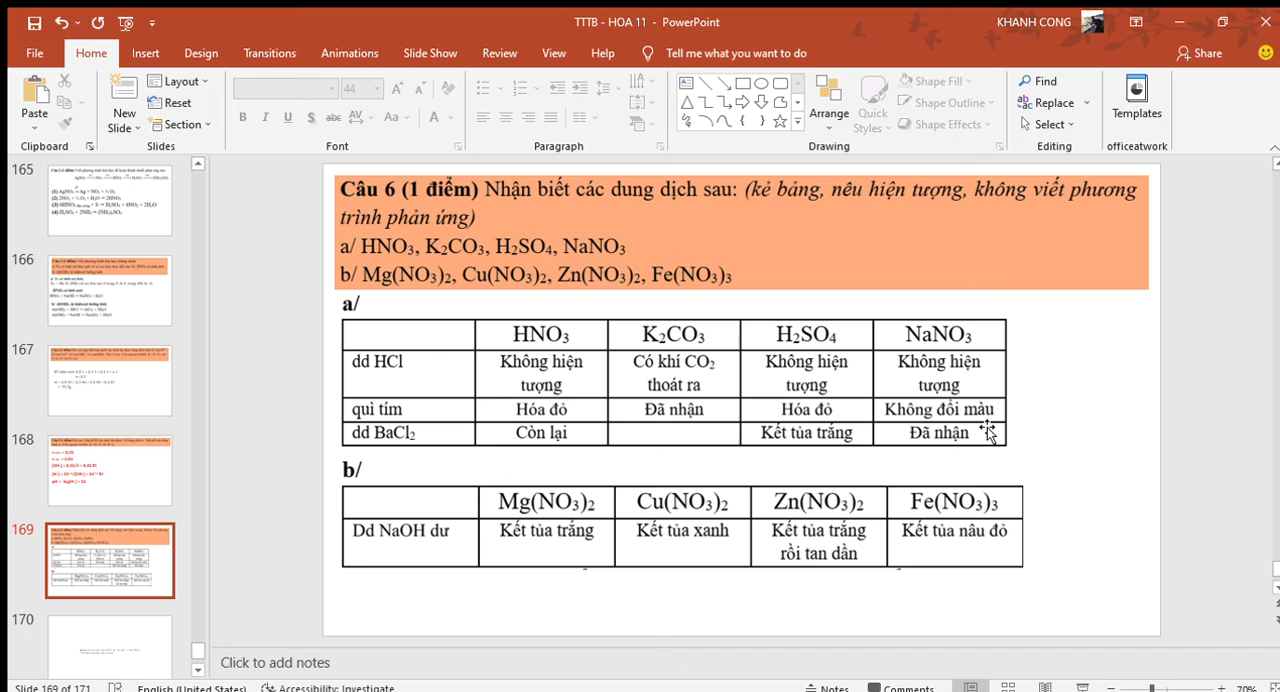 TTTB - HOA 11 - PowerPoint
KHANH CONG
File Home Insert Design Transitions Animations Slide Show Review View Help Tell me what you want to do Share
Paste
Clipboard
New
Slide
Layout
Reset
Section
Slides
44
Font
Paragraph
Arrange
Quick
Styles
Shape Fill
Shape Outline
Shape Effects
Drawing
Find
Replace
Select
Editing
Templates
officeatwork
165
166
167
168
169
170
Câu 6 (1 điểm) Nhận biết các dung dịch sau: (kẻ bảng, nêu hiện tượng, không viết phương
trình phản ứng)
a/ HNO₃, K₂CO₃, H₂SO₄, NaNO₃
b/ Mg(NO₃)₂, Cu(NO₃)₂, Zn(NO₃)₂, Fe(NO₃)₃
a/
HNO₃ K₂CO₃ H₂SO₄ NaNO₃
dd HCl Không hiện Có khí CO₂ Không hiện Không hiện
tượng thoát ra tượng tượng
quì tím Hóa đỏ Đã nhận Hóa đỏ Không đổi màu
dd BaCl₂ Còn lại Kết tủa trắng Đã nhận
b/
Mg(NO₃)₂ Cu(NO₃)₂ Zn(NO₃)₂ Fe(NO₃)₃
Dd NaOH dư Kết tủa trắng Kết tủa xanh Kết tủa trắng Kết tủa nâu đỏ
rồi tan dần
Click to add notes
Slide 169 of 171 English (United States) Accessibility: Investigate Notes Comments 70%